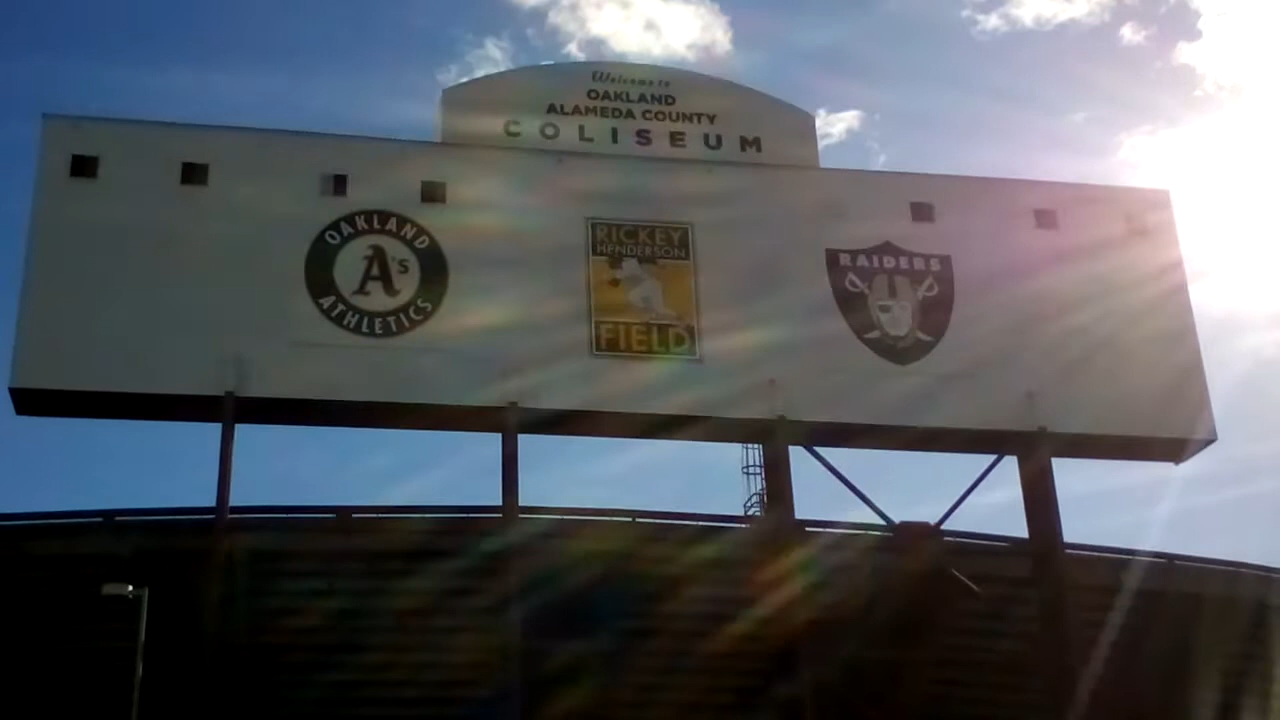 Welcome to
OAKLAND
ALAMEDA COUNTY
COLISEUM
OAKLAND
A's
ATHLETICS
RICKEY
HENDERSON
FIELD
RAIDERS